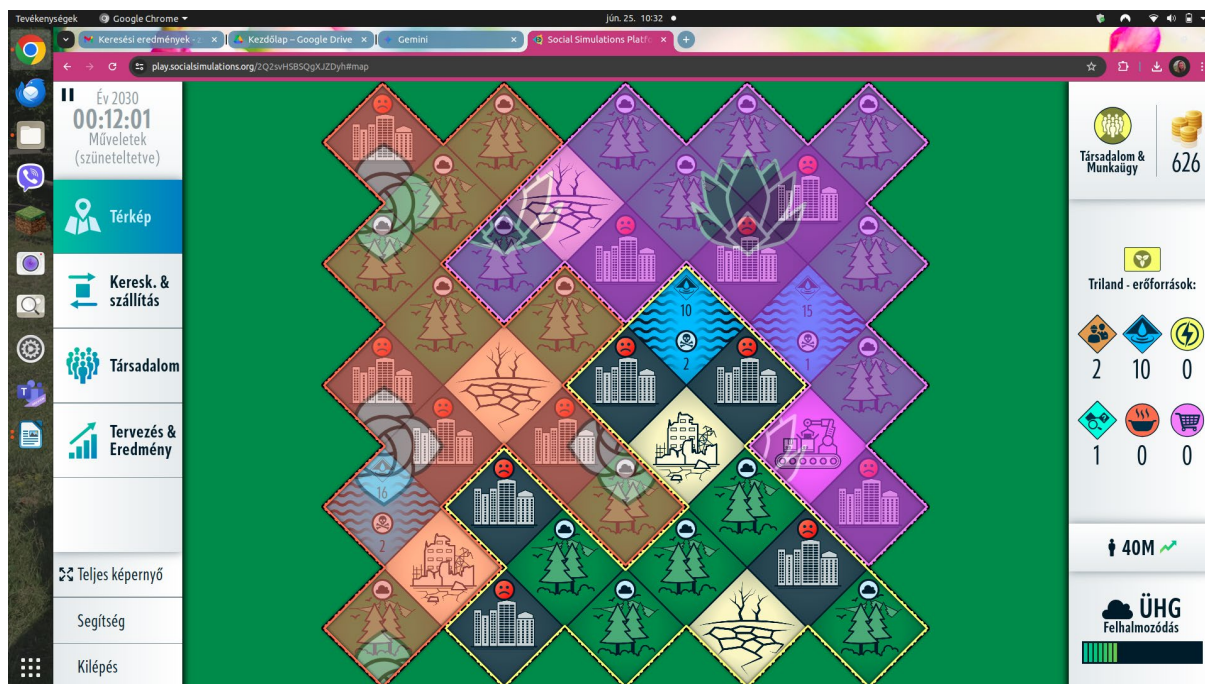 Tevékenységek
Google Chrome
jún. 25. 10:32
Keresési eredmények - z
Kezdőlap – Google Drive
Gemini
Social Simulations Platfo
play.socialsimulations.org/2Q2svHSBSQgXJZDyh#map
Év 2030
00:12:01
Műveletek
(szüneteltetve)
Térkép
Keresk. &
szállítás
Társadalom
Tervezés &
Eredmény
Teljes képernyő
Segítség
Kilépés
10
2
15
1
16
2
Társadalom &
Munkaügy
626
Triland - erőforrások:
2 10 0
1 0 0
40M
ÜHG
Felhalmozódás